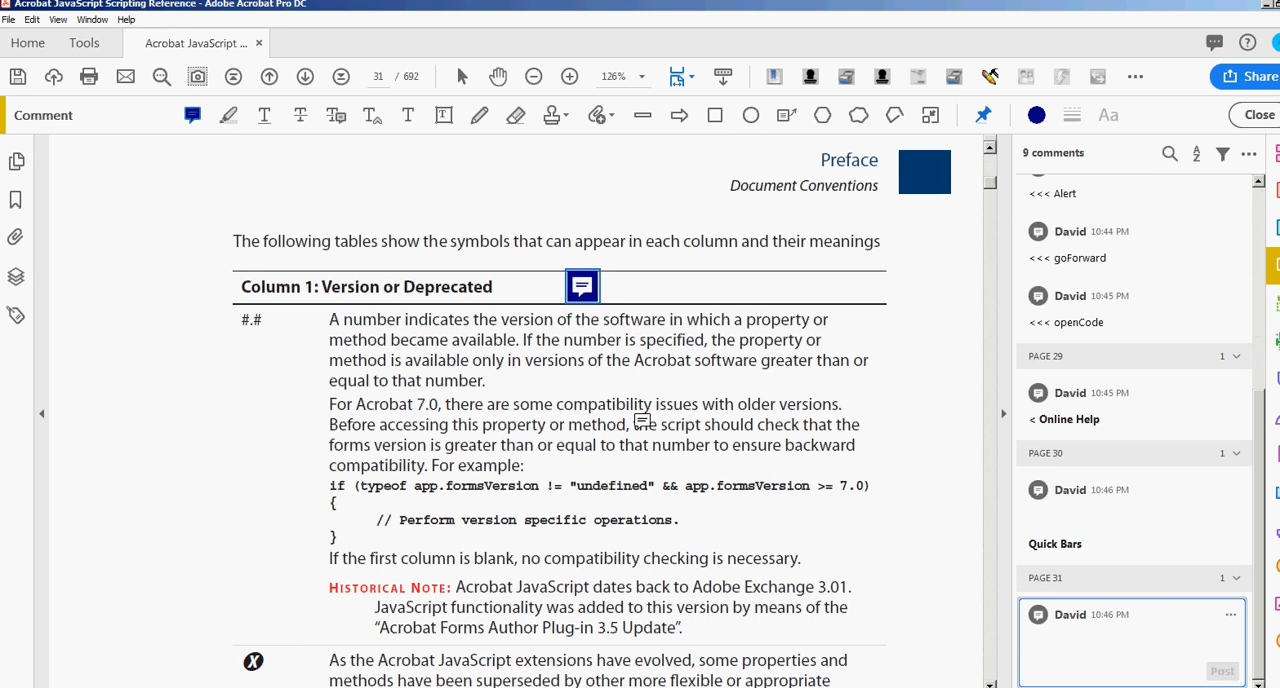 Acrobat JavaScript Scripting Reference - Adobe Acrobat Pro DC
File Edit View Window Help
Home Tools Acrobat JavaScript ... ×
31 / 692 126% Share
Comment Aa Close
Preface
Document Conventions
The following tables show the symbols that can appear in each column and their meanings
Column 1: Version or Deprecated
#.# A number indicates the version of the software in which a property or
method became available. If the number is specified, the property or
method is available only in versions of the Acrobat software greater than or
equal to that number.
For Acrobat 7.0, there are some compatibility issues with older versions.
Before accessing this property or method, the script should check that the
forms version is greater than or equal to that number to ensure backward
compatibility. For example:
if (typeof app.formsVersion != "undefined" && app.formsVersion >= 7.0)
{
// Perform version specific operations.
}
If the first column is blank, no compatibility checking is necessary.
HISTORICAL NOTE: Acrobat JavaScript dates back to Adobe Exchange 3.01.
JavaScript functionality was added to this version by means of the
“Acrobat Forms Author Plug-in 3.5 Update”.
X As the Acrobat JavaScript extensions have evolved, some properties and
methods have been superseded by other more flexible or appropriate
9 comments
<<< Alert
David 10:44 PM
<<< goForward
David 10:45 PM
<<< openCode
PAGE 29 1
David 10:45 PM
< Online Help
PAGE 30 1
David 10:46 PM
Quick Bars
PAGE 31 1
David 10:46 PM
Post